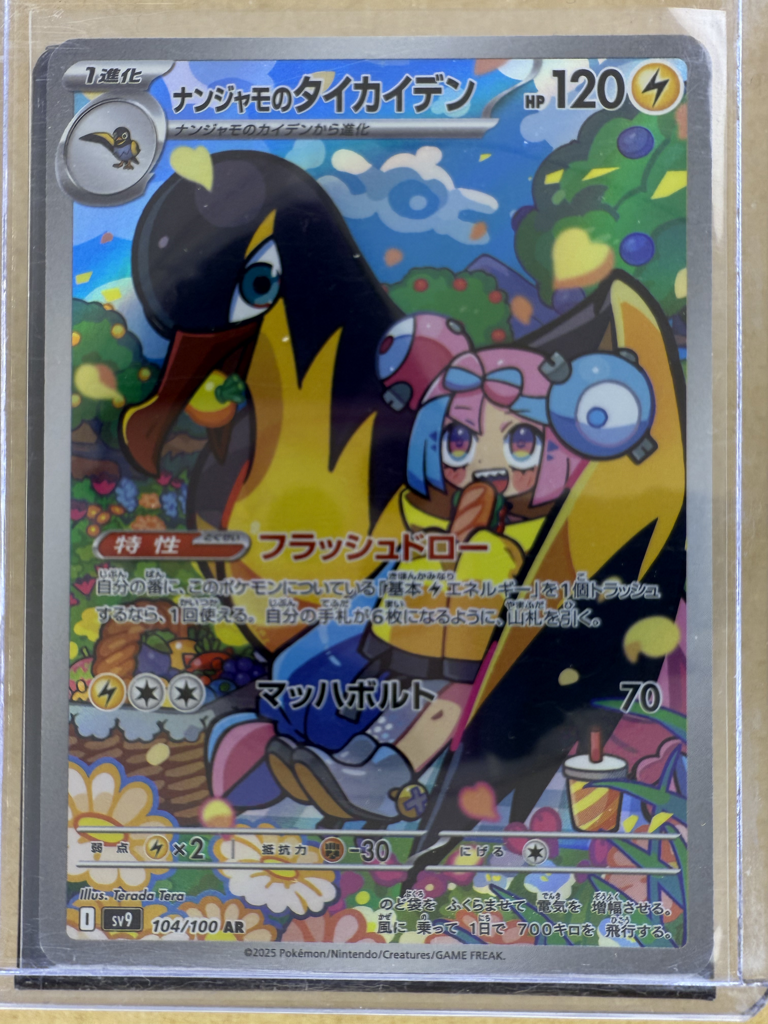 1進化
ナンジャモのタイカイデン
HP 120
ナンジャモのカイデンから進化
特性 フラッシュドロー
自分の番に、このポケモンについている「基本エネルギー」を1個トラッシュ
するなら、1回使える。自分の手札が6枚になるように、山札を引く。
マッハボルト 70
弱点 ×2 抵抗力 -30 にげる
Illus. Terada Tera
のど袋を ふくらませて 電気を 増幅させる。
風に 乗って 1日で 700キロを 飛行する。
I sv9 104/100 AR
©2025 Pokémon/Nintendo/Creatures/GAME FREAK.